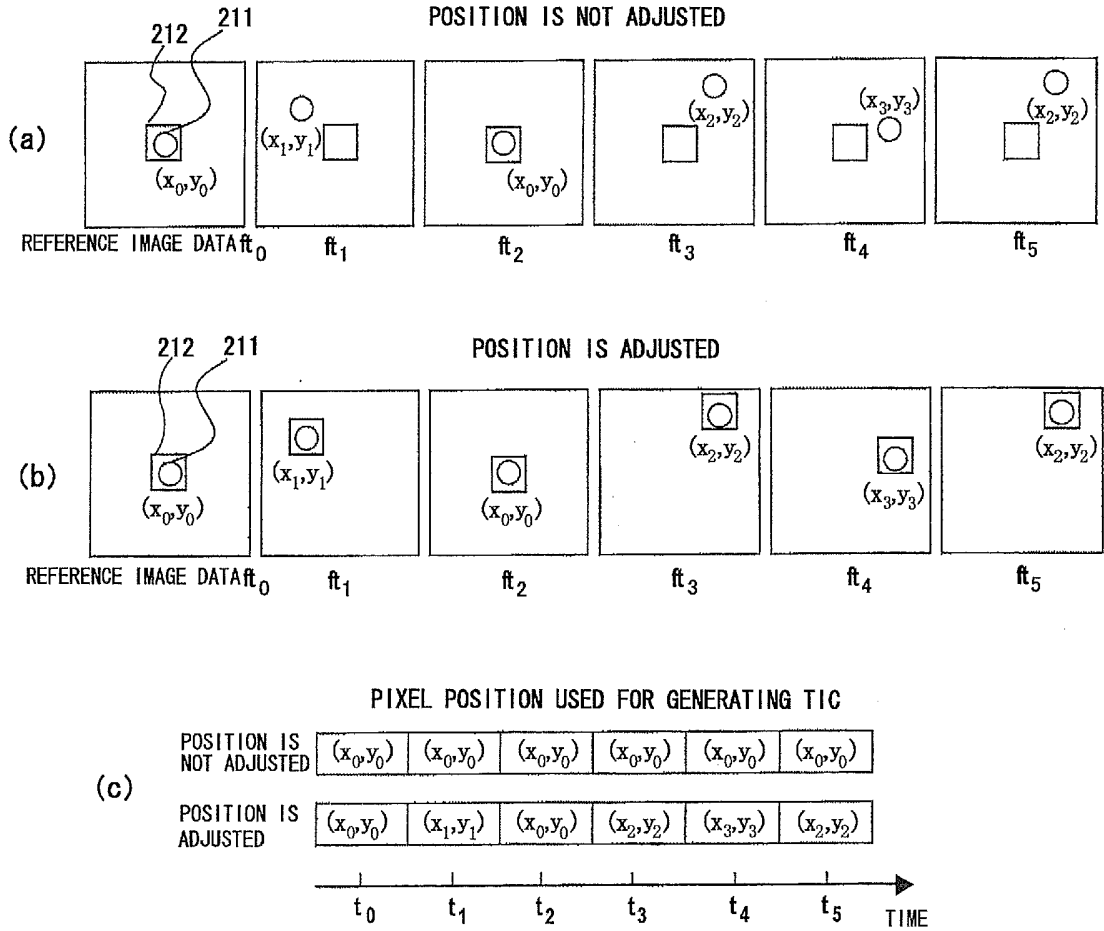 POSITION IS NOT ADJUSTED
212 211
(a)
(x₀,y₀) (x₁,y₁) (x₀,y₀) (x₂,y₂) (x₃,y₃) (x₂,y₂)
REFERENCE IMAGE DATA ft₀ ft₁ ft₂ ft₃ ft₄ ft₅
POSITION IS ADJUSTED
212 211
(b)
(x₀,y₀) (x₁,y₁) (x₀,y₀) (x₂,y₂) (x₃,y₃) (x₂,y₂)
REFERENCE IMAGE DATA ft₀ ft₁ ft₂ ft₃ ft₄ ft₅
PIXEL POSITION USED FOR GENERATING TIC
(c)
POSITION IS
NOT ADJUSTED
(x₀,y₀) (x₀,y₀) (x₀,y₀) (x₀,y₀) (x₀,y₀) (x₀,y₀)
POSITION IS
ADJUSTED
(x₀,y₀) (x₁,y₁) (x₀,y₀) (x₂,y₂) (x₃,y₃) (x₂,y₂)
t₀ t₁ t₂ t₃ t₄ t₅ TIME